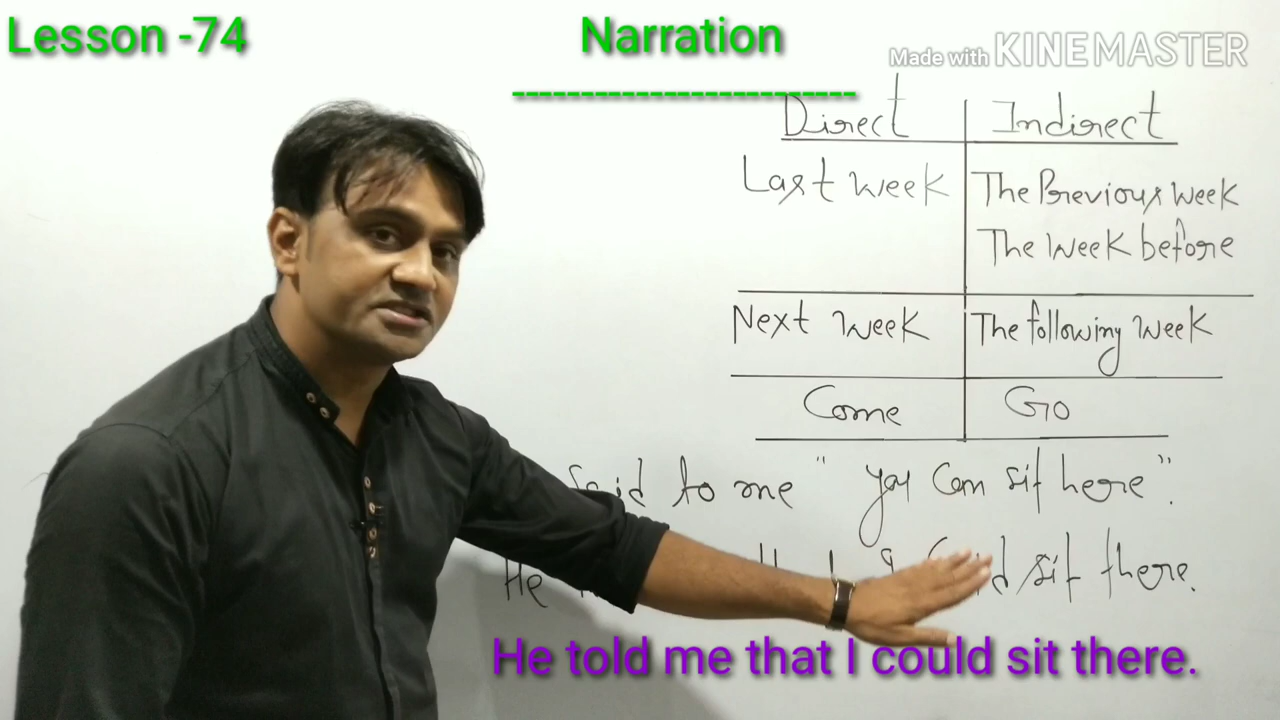 Lesson -74
Narration
Made with KINEMASTER
-------------------------
Direct Indirect
Last week The Previous week
The week before
Next week The following week
Come Go
Said to me " you can sit here".
He sit there.
He told me that I could sit there.